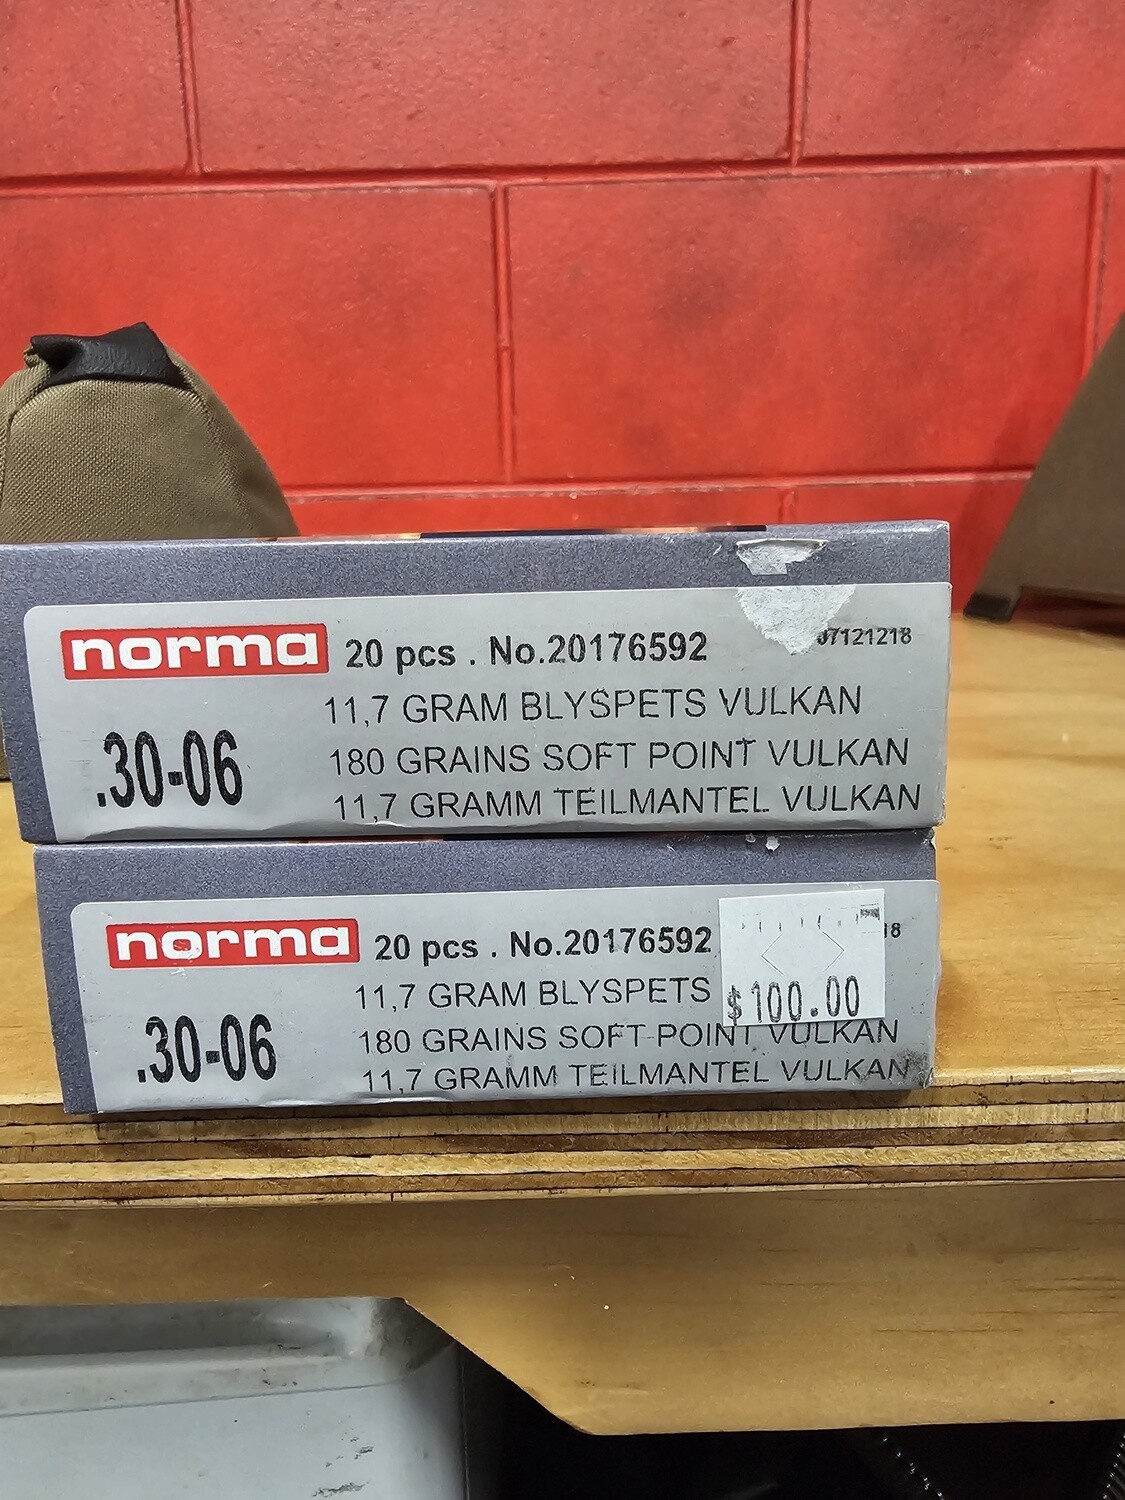 norma 20 pcs . No.20176592 07121218
11,7 GRAM BLYSPETS VULKAN
.30-06
180 GRAINS SOFT POINT VULKAN
11,7 GRAMM TEILMANTEL VULKAN
norma 20 pcs . No.20176592 18
11,7 GRAM BLYSPETS
$100.00
.30-06
180 GRAINS SOFT POINT VULKAN
11,7 GRAMM TEILMANTEL VULKAN